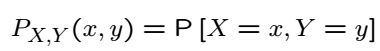 P_{X,Y}(x, y) = P [X = x, Y = y]